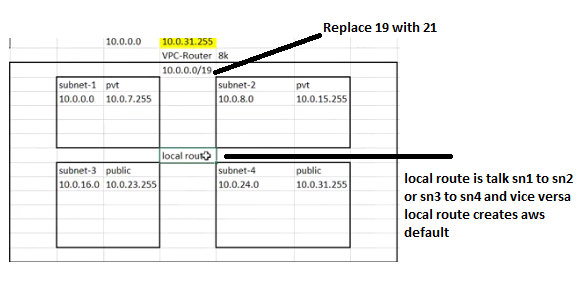 Replace 19 with 21
10.0.0.0 10.0.31.255
VPC-Router 8k
10.0.0.0/19
subnet-1 pvt
10.0.0.0 10.0.7.255
subnet-2 pvt
10.0.8.0 10.0.15.255
local route
subnet-3 public
10.0.16.0 10.0.23.255
subnet-4 public
10.0.24.0 10.0.31.255
local route is talk sn1 to sn2
or sn3 to sn4 and vice versa
local route creates aws
default